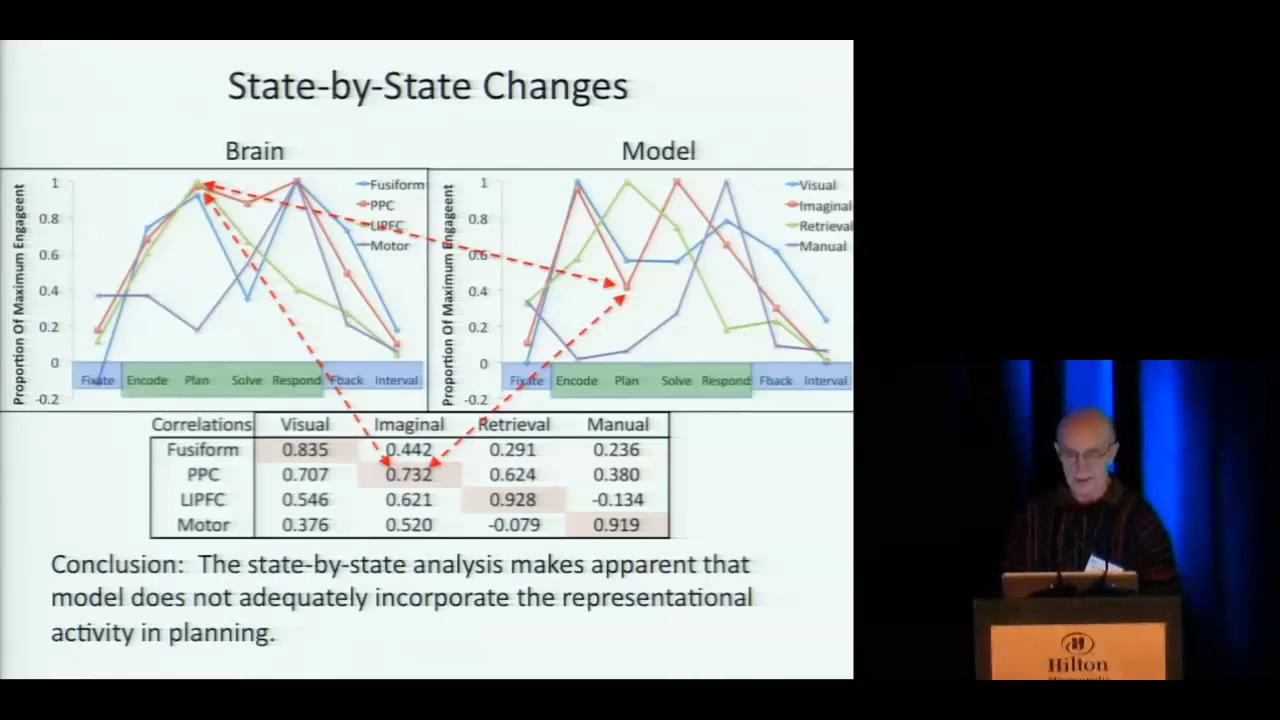 State-by-State Changes
Brain
Model
Proportion Of Maximum Engageeent
1
0.8
0.6
0.4
0.2
0
-0.2
Fusiform
PPC
LIPFC
Motor
Fixate Encode Plan Solve Respond Fback Interval
Proportion Of Maximum Engageeent
1
0.8
0.6
0.4
0.2
0
-0.2
Visual
Imaginal
Retrieval
Manual
Fixate Encode Plan Solve Respond Fback Interval
Correlations Visual Imaginal Retrieval Manual
Fusiform 0.835 0.442 0.291 0.236
PPC 0.707 0.732 0.624 0.380
LIPFC 0.546 0.621 0.928 -0.134
Motor 0.376 0.520 -0.079 0.919
Conclusion: The state-by-state analysis makes apparent that
model does not adequately incorporate the representational
activity in planning.
Hilton